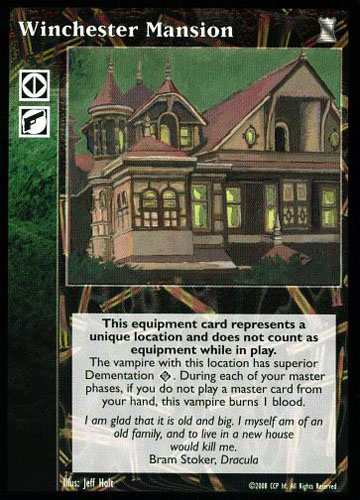 Winchester Mansion
This equipment card represents a
unique location and does not count as
equipment while in play.
The vampire with this location has superior
Dementation . During each of your master
phases, if you do not play a master card from
your hand, this vampire burns 1 blood.
I am glad that it is old and big. I myself am of an
old family, and to live in a new house
would kill me.
Bram Stoker, Dracula
Illus: Jeff Holt
©2008 CCP hf. All Rights Reserved